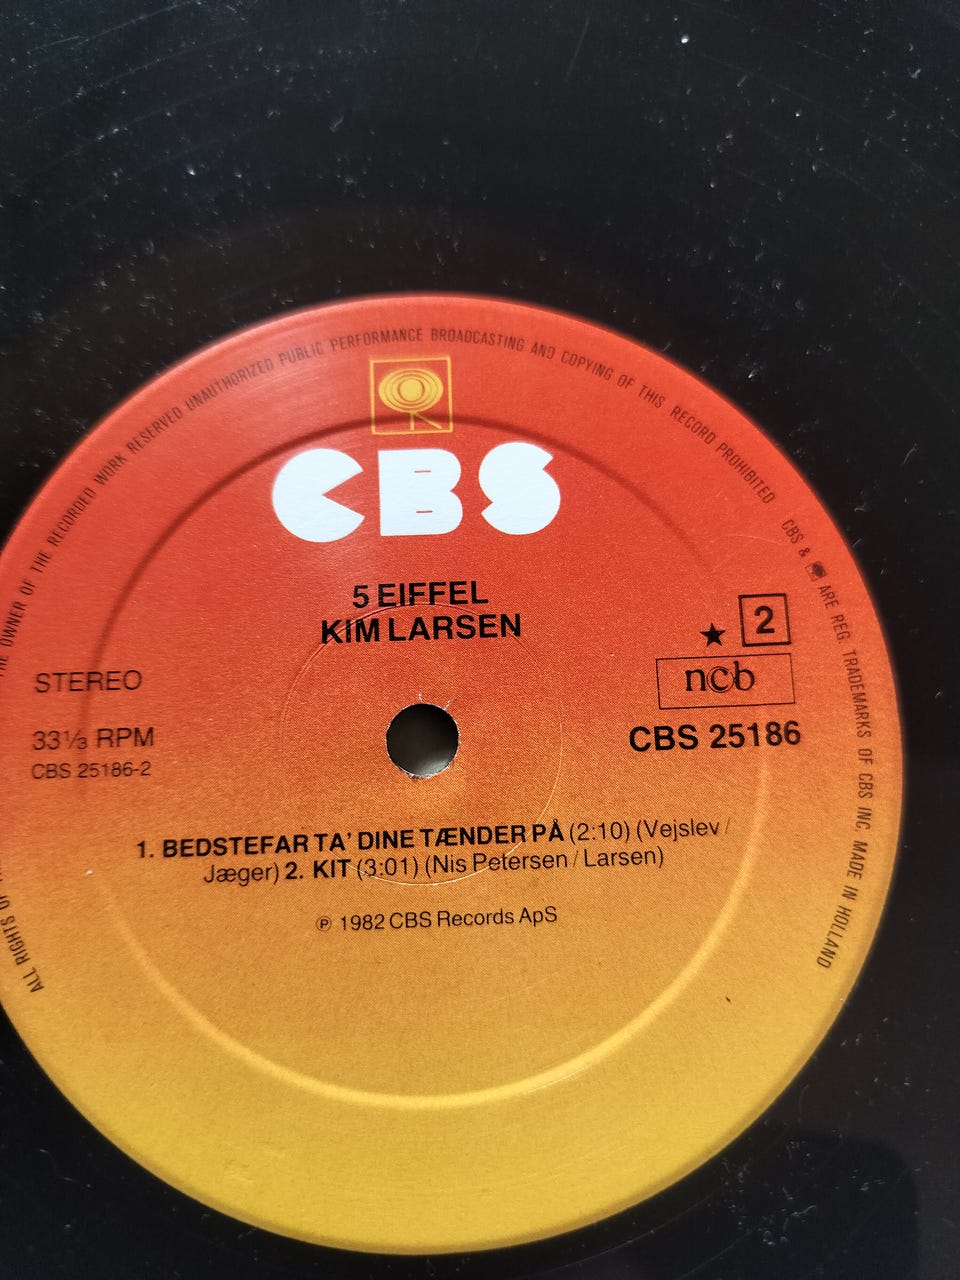 ALL RIGHTS OF THE OWNER OF THE RECORDED WORK RESERVED UNAUTHORIZED PUBLIC PERFORMANCE BROADCASTING AND COPYING OF THIS RECORD PROHIBITED CBS & ARE REG. TRADEMARKS OF CBS INC. MADE IN HOLLAND
CBS
5 EIFFEL
KIM LARSEN
STEREO
33⅓ RPM
CBS 25186-2
★ 2
ncb
CBS 25186
1. BEDSTEFAR TA' DINE TÆNDER PÅ (2:10) (Vejslev /
Jæger) 2. KIT (3:01) (Nis Petersen / Larsen)
℗ 1982 CBS Records ApS